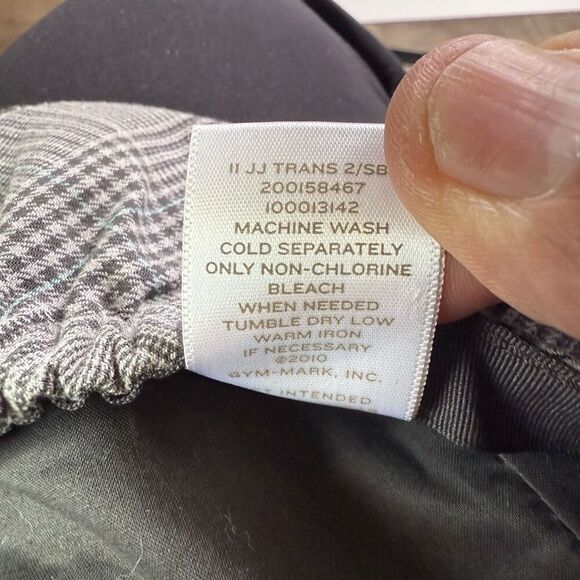 II JJ TRANS 2/SB
200158467
100013142
MACHINE WASH
COLD SEPARATELY
ONLY NON-CHLORINE
BLEACH
WHEN NEEDED
TUMBLE DRY LOW
WARM IRON
IF NECESSARY
©2010
GYM-MARK, INC.
INTENDED